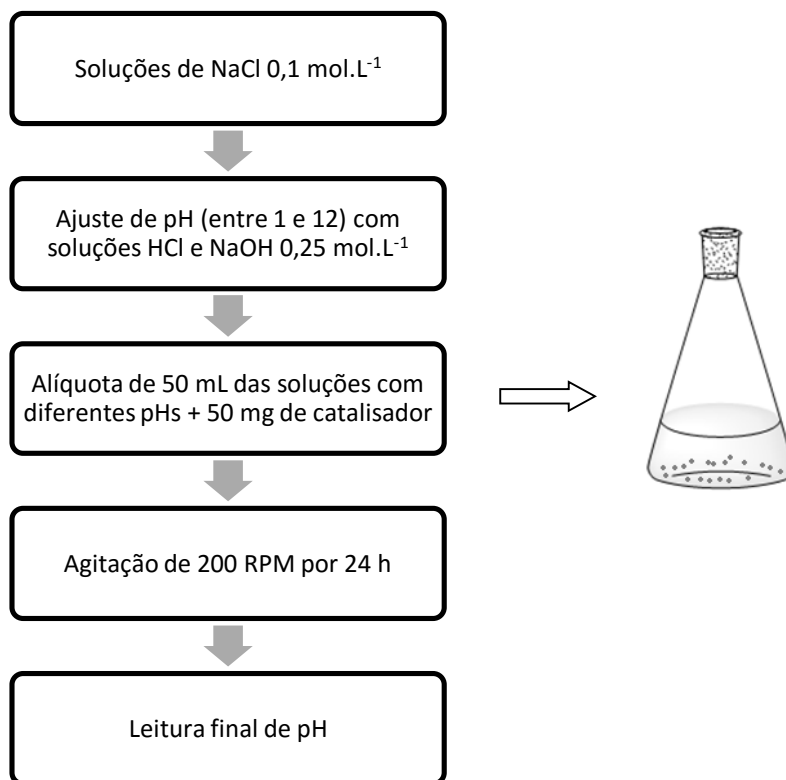 Soluções de NaCl 0,1 mol.L⁻¹
Ajuste de pH (entre 1 e 12) com
soluções HCl e NaOH 0,25 mol.L⁻¹
Alíquota de 50 mL das soluções com
diferentes pHs + 50 mg de catalisador
Agitação de 200 RPM por 24 h
Leitura final de pH